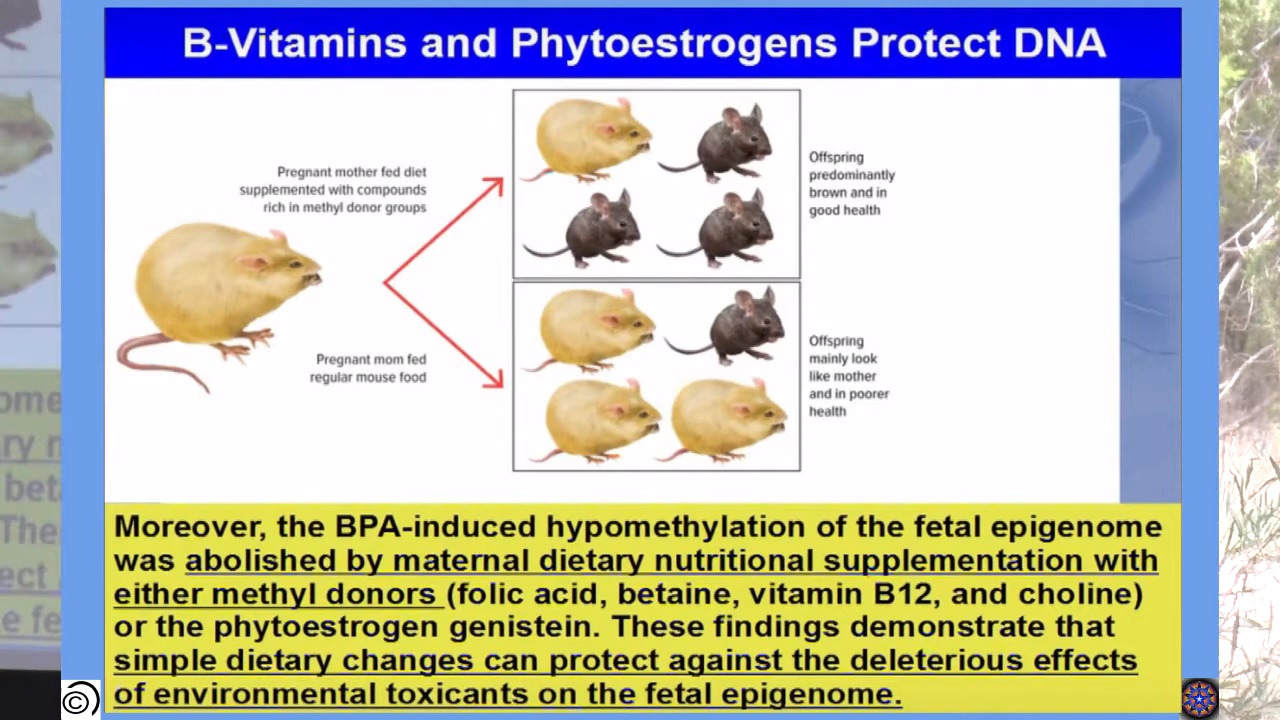 B-Vitamins and Phytoestrogens Protect DNA
Pregnant mother fed diet
supplemented with compounds
rich in methyl donor groups
Offspring
predominantly
brown and in
good health
Pregnant mom fed
regular mouse food
Offspring
mainly look
like mother
and in poorer
health
Moreover, the BPA-induced hypomethylation of the fetal epigenome
was abolished by maternal dietary nutritional supplementation with
either methyl donors (folic acid, betaine, vitamin B12, and choline)
or the phytoestrogen genistein. These findings demonstrate that
simple dietary changes can protect against the deleterious effects
of environmental toxicants on the fetal epigenome.
©